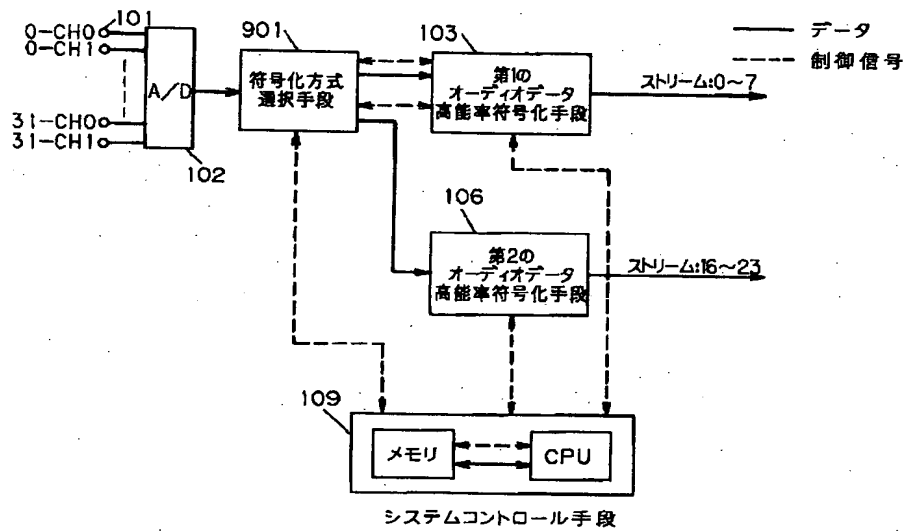 0-CH0 101
0-CH1
31-CH0
31-CH1
A/D
102
901
符号化方式
選択手段
103
第1の
オーディオデータ
高能率符号化手段
データ
制御信号
ストリーム:0〜7
106
第2の
オーディオデータ
高能率符号化手段
ストリーム:16〜23
109
メモリ
CPU
システムコントロール手段